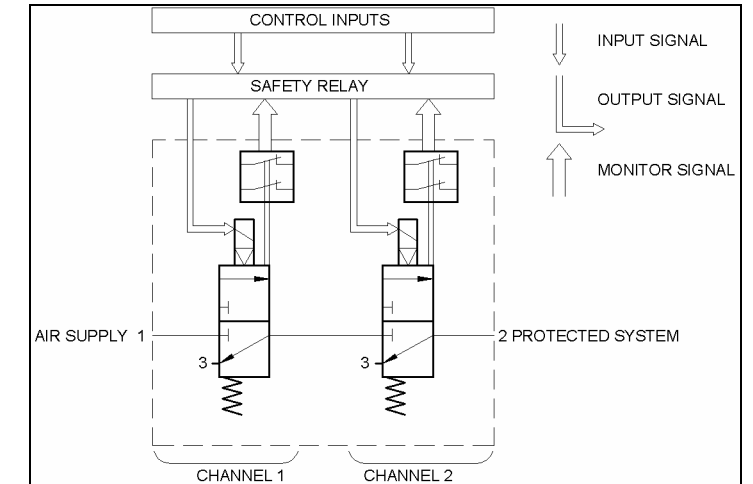 CONTROL INPUTS
INPUT SIGNAL
SAFETY RELAY
OUTPUT SIGNAL
MONITOR SIGNAL
AIR SUPPLY 1
2 PROTECTED SYSTEM
3
3
CHANNEL 1
CHANNEL 2